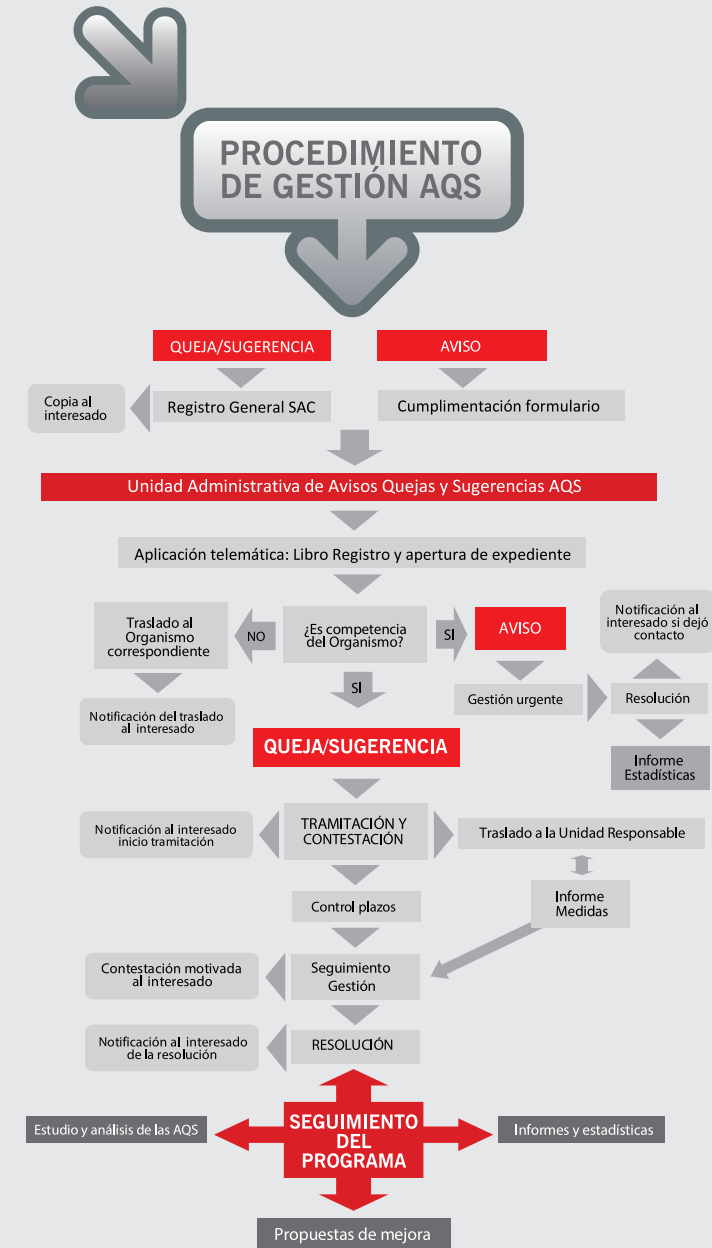 PROCEDIMIENTO
DE GESTIÓN AQS
QUEJA/SUGERENCIA
AVISO
Copia al
interesado
Registro General SAC
Cumplimentación formulario
Unidad Administrativa de Avisos Quejas y Sugerencias AQS
Aplicación telemática: Libro Registro y apertura de expediente
Traslado al
Organismo
correspondiente
NO
¿Es competencia
del Organismo?
SI
AVISO
Notificación al
interesado si dejó
contacto
Notificación del traslado
al interesado
SI
Gestión urgente
Resolución
QUEJA/SUGERENCIA
Informe
Estadísticas
Notificación al interesado
inicio tramitación
TRAMITACIÓN Y
CONTESTACIÓN
Traslado a la Unidad Responsable
Control plazos
Informe
Medidas
Contestación motivada
al interesado
Seguimiento
Gestión
Notificación al interesado
de la resolución
RESOLUCIÓN
Estudio y análisis de las AQS
SEGUIMIENTO
DEL
PROGRAMA
Informes y estadísticas
Propuestas de mejora